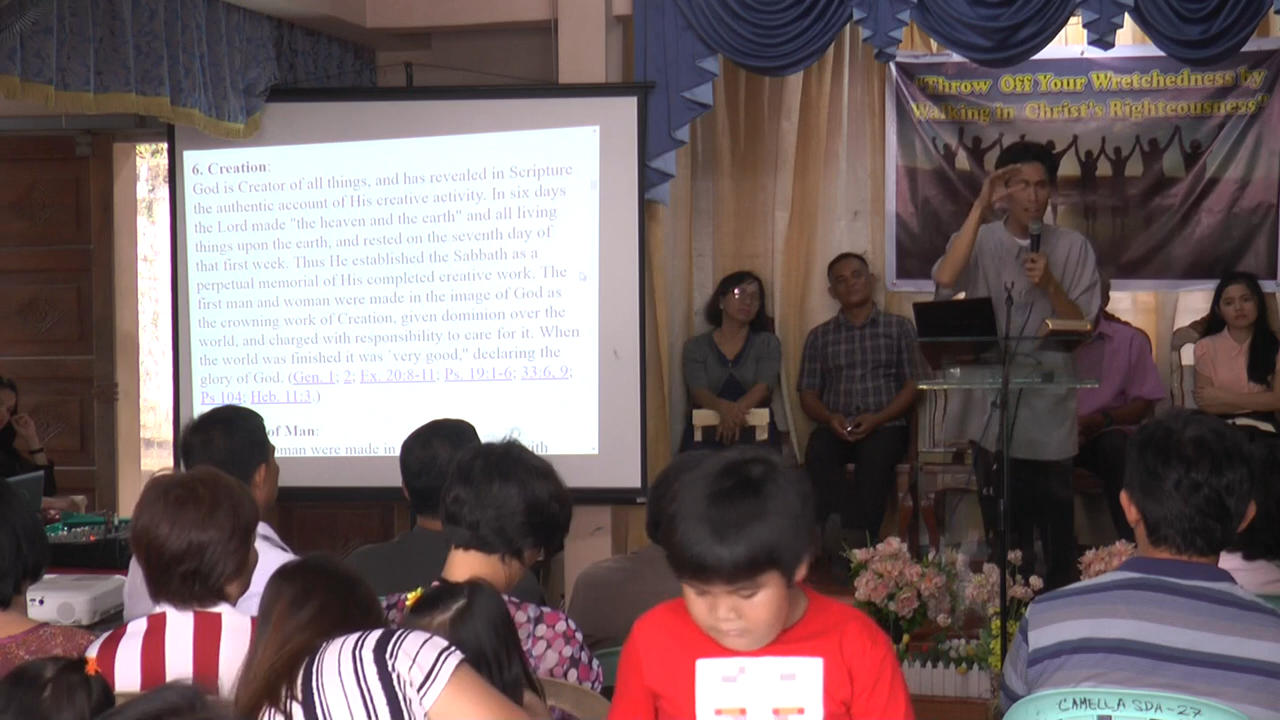 6. Creation:
God is Creator of all things, and has revealed in Scripture
the authentic account of His creative activity. In six days
the Lord made "the heaven and the earth" and all living
things upon the earth, and rested on the seventh day of
that first week. Thus He established the Sabbath as a
perpetual memorial of His completed creative work. The
first man and woman were made in the image of God as
the crowning work of Creation, given dominion over the
world, and charged with responsibility to care for it. When
the world was finished it was `very good," declaring the
glory of God. (Gen. 1; 2; Ex. 20:8-11; Ps. 19:1-6; 33:6, 9;
Ps 104; Heb. 11:3.)
of Man:
woman were made in with
"Throw Off Your Wretchedness by
Walking in Christ's Righteousness"
CAMELLA SDA-27